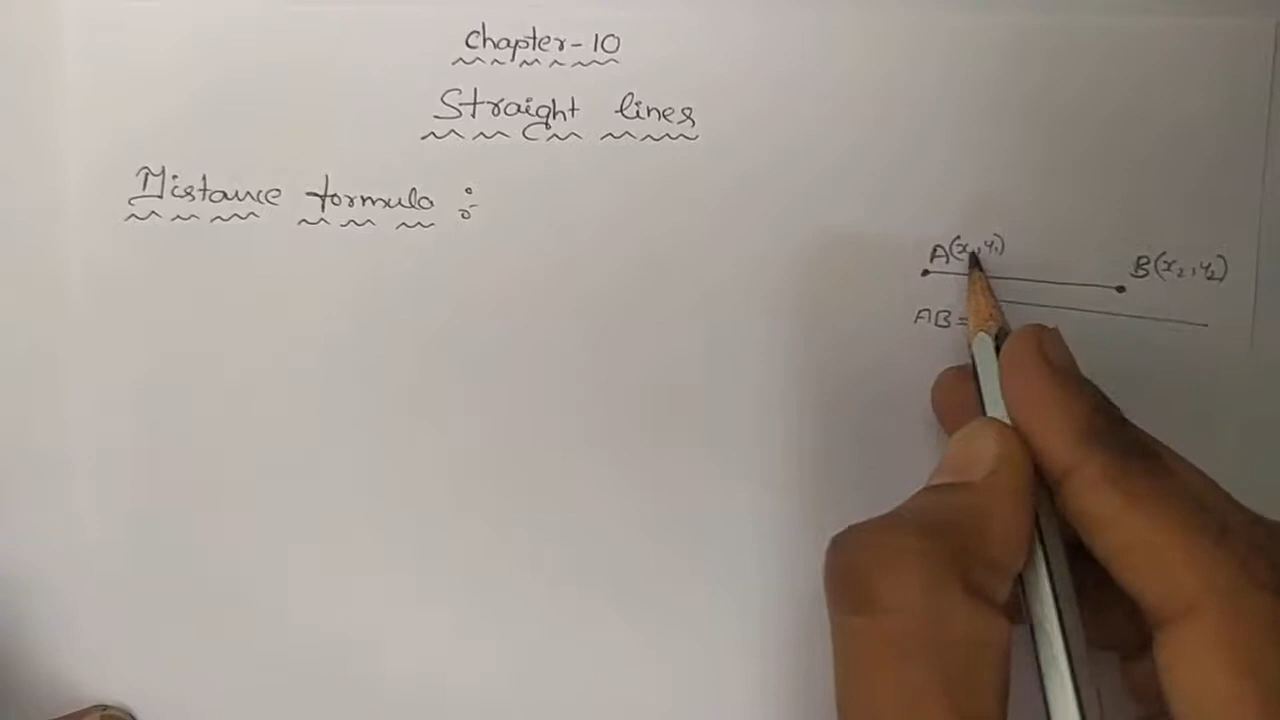 Chapter-10
Straight lines
Distance formula :-
A(x₁, y₁)
B(x₂, y₂)
AB=